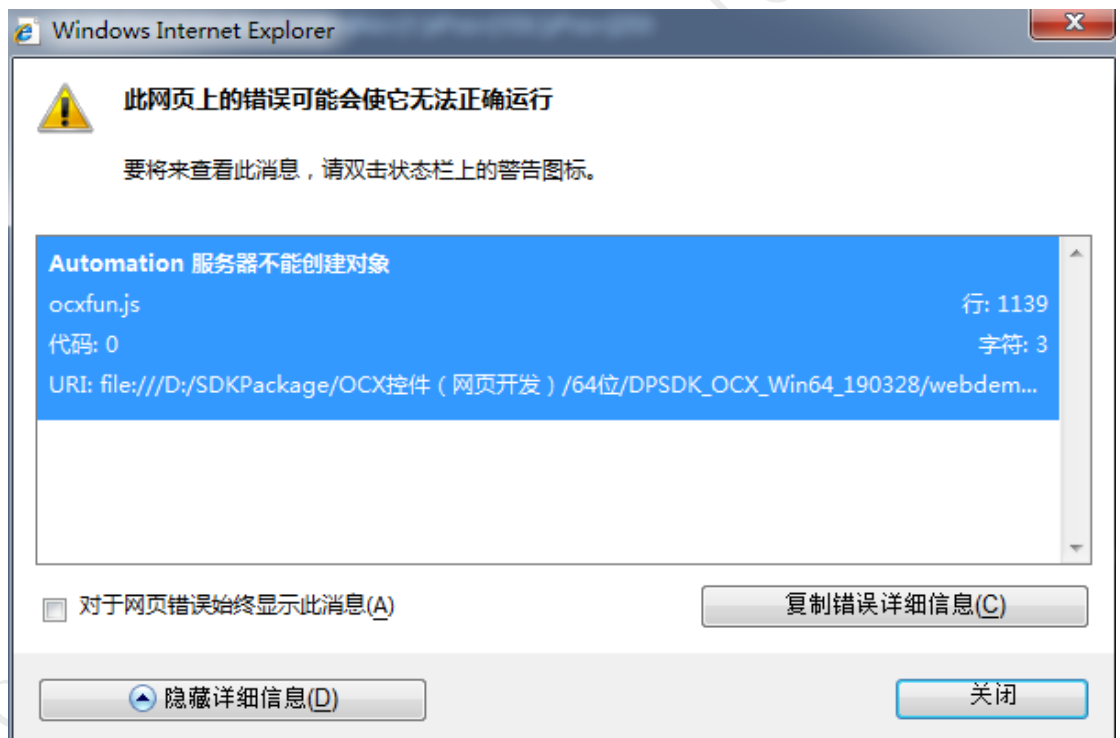 Windows Internet Explorer
此网页上的错误可能会使它无法正确运行
要将来查看此消息，请双击状态栏上的警告图标。
Automation 服务器不能创建对象
ocxfun.js 行: 1139
代码: 0 字符: 3
URI: file:///D:/SDKPackage/OCX控件（网页开发）/64位/DPSDK_OCX_Win64_190328/webdem...
对于网页错误始终显示此消息(A)
复制错误详细信息(C)
隐藏详细信息(D)
关闭